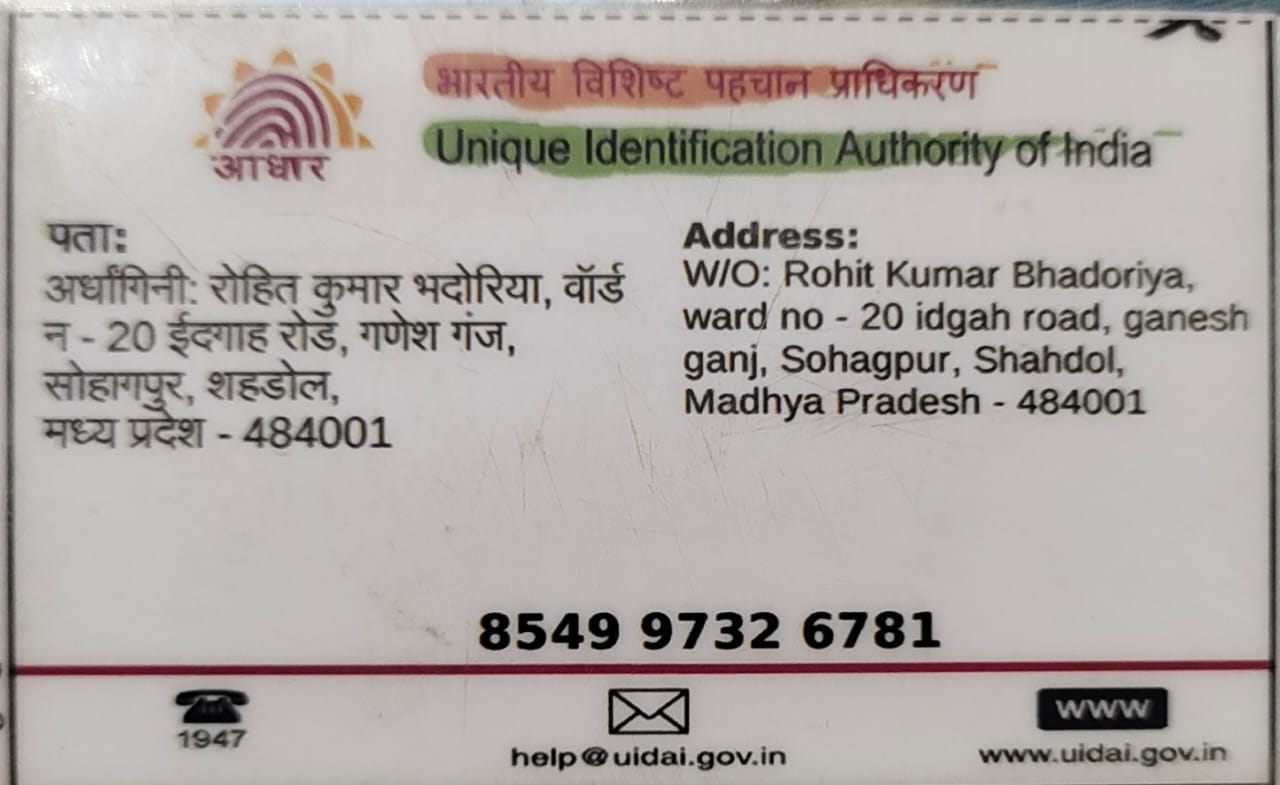 भारतीय विशिष्ट पहचान प्राधिकरण
Unique Identification Authority of India
आधार
पता:
अर्धांगिनी: रोहित कुमार भदोरिया, वॉर्ड
न - 20 ईदगाह रोड, गणेश गंज,
सोहागपुर, शहडोल,
मध्य प्रदेश - 484001
Address:
W/O: Rohit Kumar Bhadoriya,
ward no - 20 idgah road, ganesh
ganj, Sohagpur, Shahdol,
Madhya Pradesh - 484001
8549 9732 6781
1947
help@uidai.gov.in
www
www.uidai.gov.in